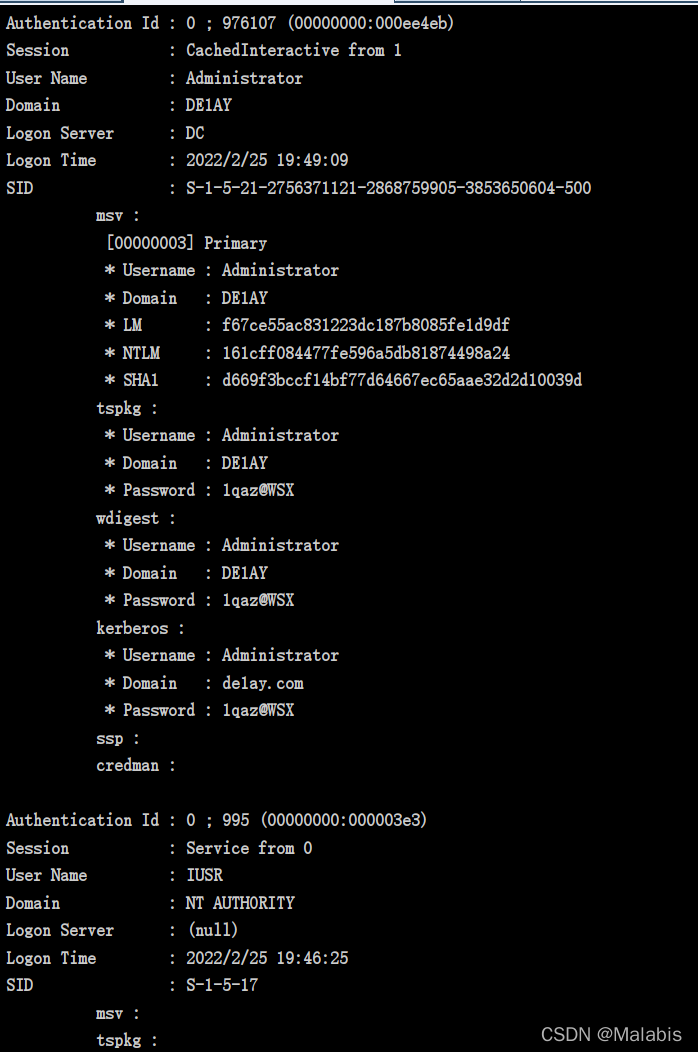 Authentication Id : 0 ; 976107 (00000000:000ee4eb)
Session : CachedInteractive from 1
User Name : Administrator
Domain : DE1AY
Logon Server : DC
Logon Time : 2022/2/25 19:49:09
SID : S-1-5-21-2756371121-2868759905-3853650604-500
msv :
[00000003] Primary
* Username : Administrator
* Domain : DE1AY
* LM : f67ce55ac831223dc187b8085fe1d9df
* NTLM : 161cff084477fe596a5db81874498a24
* SHA1 : d669f3bccf14bf77d64667ec65aae32d2d10039d
tspkg :
* Username : Administrator
* Domain : DE1AY
* Password : 1qaz@WSX
wdigest :
* Username : Administrator
* Domain : DE1AY
* Password : 1qaz@WSX
kerberos :
* Username : Administrator
* Domain : de1ay.com
* Password : 1qaz@WSX
ssp :
credman :
Authentication Id : 0 ; 995 (00000000:000003e3)
Session : Service from 0
User Name : IUSR
Domain : NT AUTHORITY
Logon Server : (null)
Logon Time : 2022/2/25 19:46:25
SID : S-1-5-17
msv :
tspkg :
CSDN @Malabis